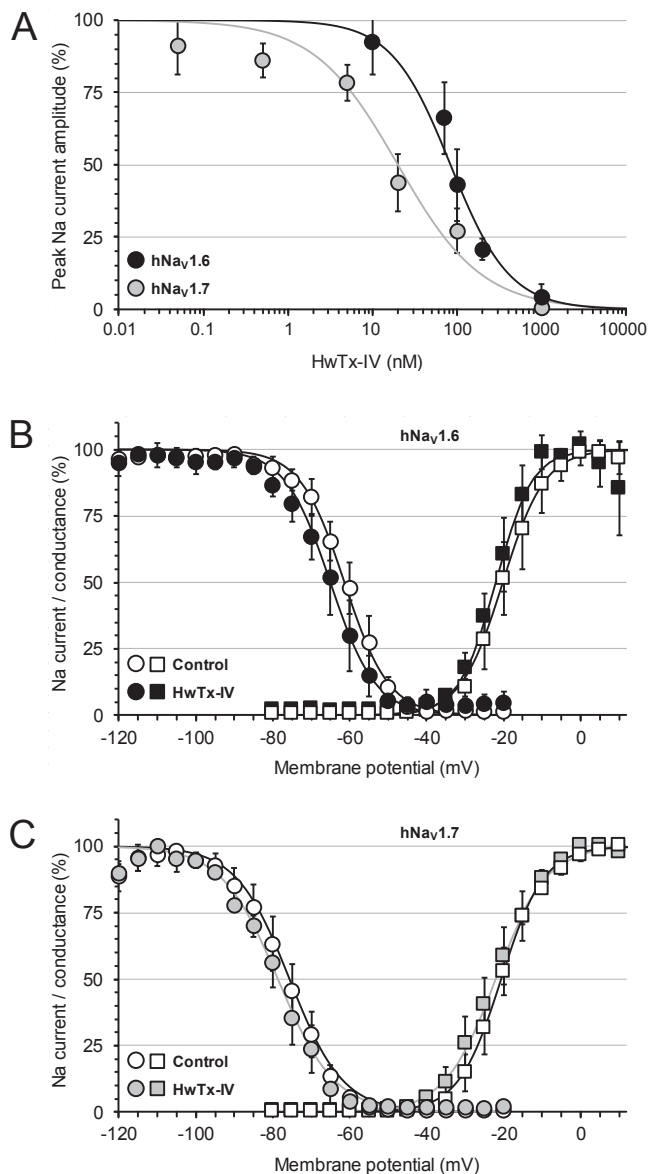 A
Peak Na current amplitude (%)
100
75
50
25
0
hNaV1.6
hNaV1.7
0.01 0.1 1 10 100 1000 10000
HwTx-IV (nM)
B
hNaV1.6
Na current / conductance (%)
100
75
50
25
0
Control
HwTx-IV
-120 -100 -80 -60 -40 -20 0
Membrane potential (mV)
C
hNaV1.7
Na current / conductance (%)
100
75
50
25
0
Control
HwTx-IV
-120 -100 -80 -60 -40 -20 0
Membrane potential (mV)